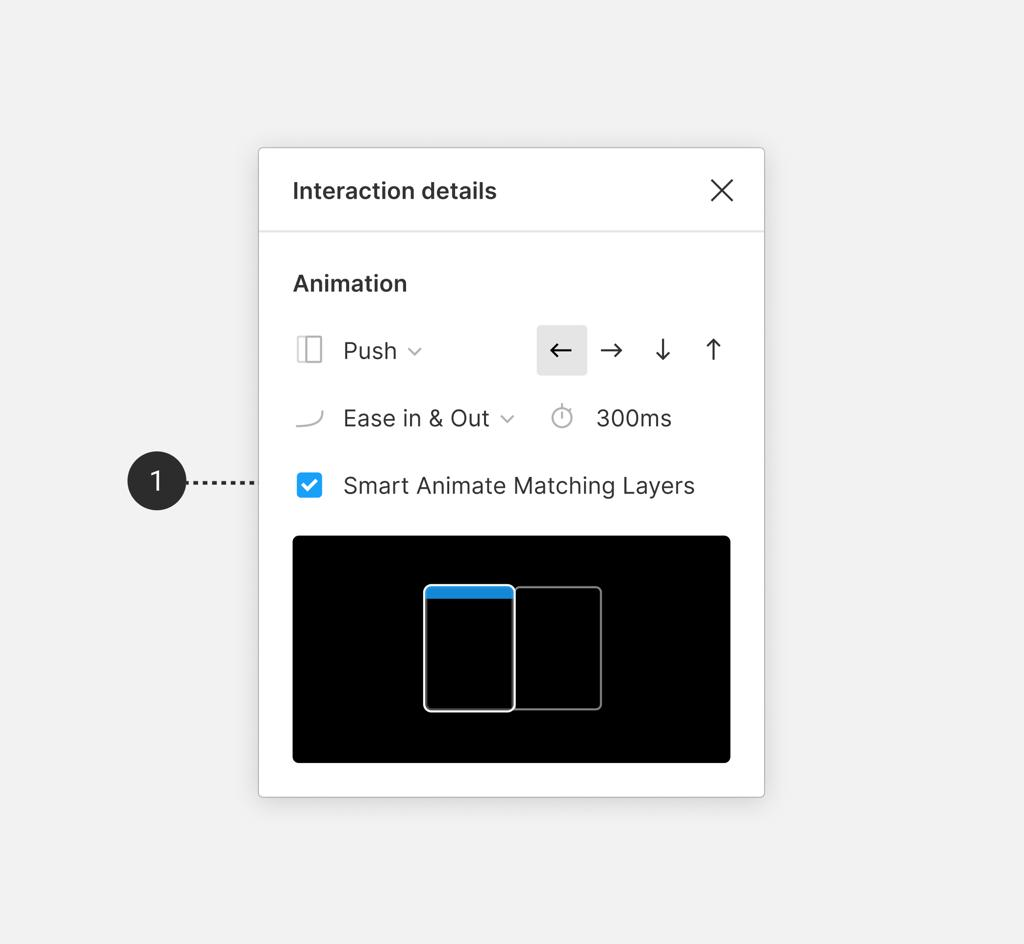 Interaction details
Animation
Push
Ease in & Out 300ms
1 Smart Animate Matching Layers